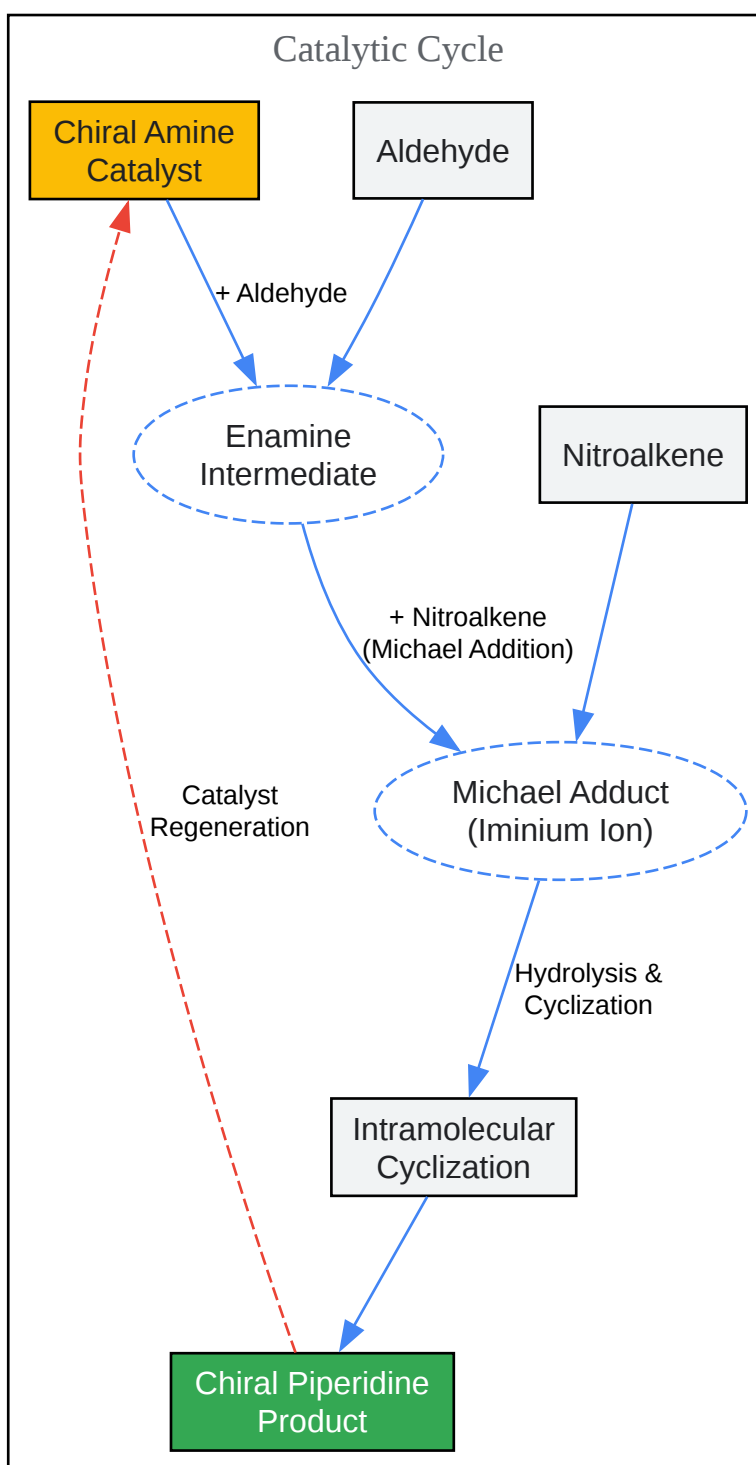 Catalytic Cycle
Chiral Amine
Catalyst
Aldehyde
+ Aldehyde
Enamine
Intermediate
Nitroalkene
+ Nitroalkene
(Michael Addition)
Michael Adduct
(Iminium Ion)
Catalyst
Regeneration
Hydrolysis &
Cyclization
Intramolecular
Cyclization
Chiral Piperidine
Product